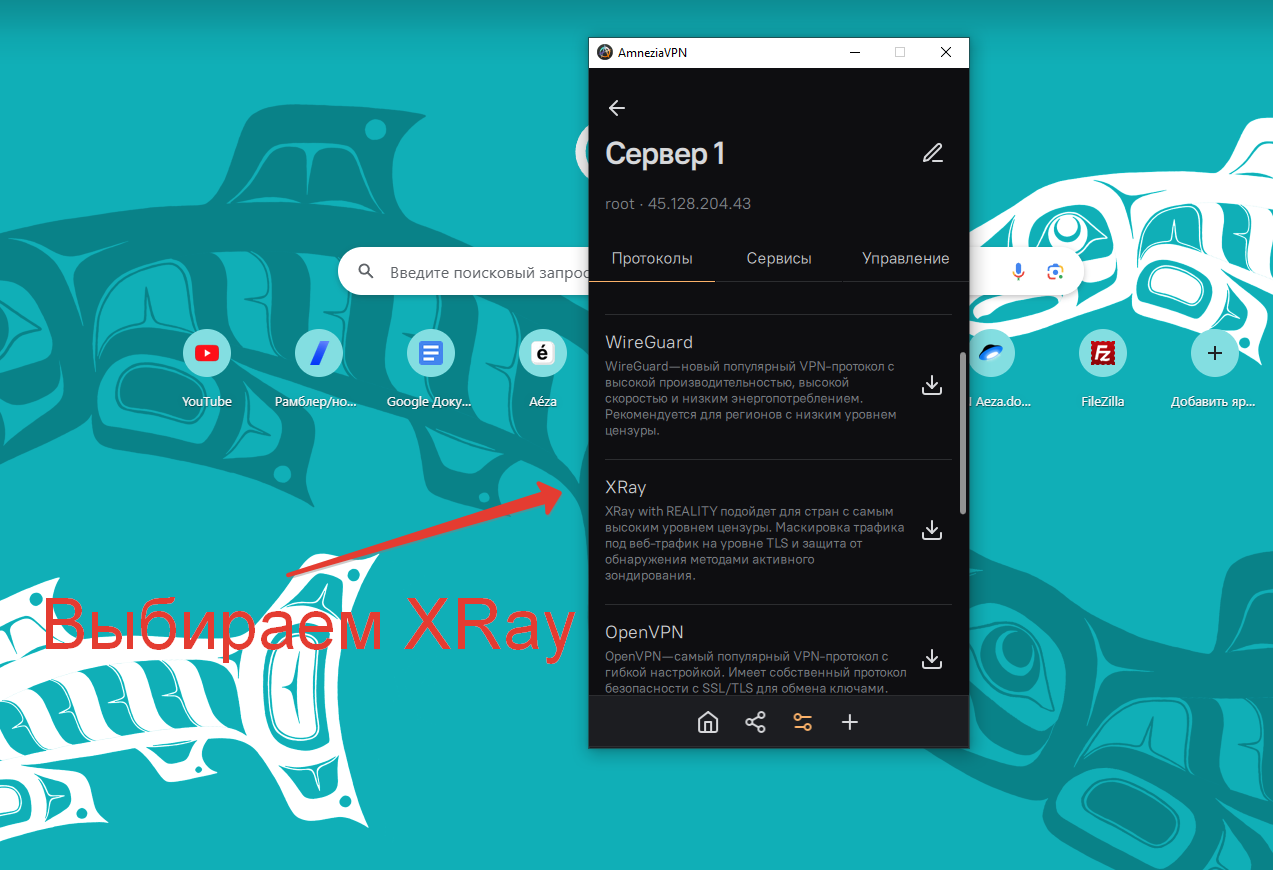 AmneziaVPN
Сервер 1
root · 45.128.204.43
Протоколы Сервисы Управление
Введите поисковый запрос
WireGuard
WireGuard—новый популярный VPN-протокол с
высокой производительностью, высокой
скоростью и низким энергопотреблением.
Рекомендуется для регионов с низким уровнем
цензуры.
YouTube
Рамблер/но...
Google Доку...
é
Aéza
Aeza.do...
FZ
FileZilla
Добавить яр...
XRay
XRay with REALITY подойдет для стран с самым
высоким уровнем цензуры. Маскировка трафика
под веб-трафик на уровне TLS и защита от
обнаружения методами активного
зондирования.
Выбираем XRay
OpenVPN
OpenVPN—самый популярный VPN-протокол с
гибкой настройкой. Имеет собственный протокол
безопасности с SSL/TLS для обмена ключами.